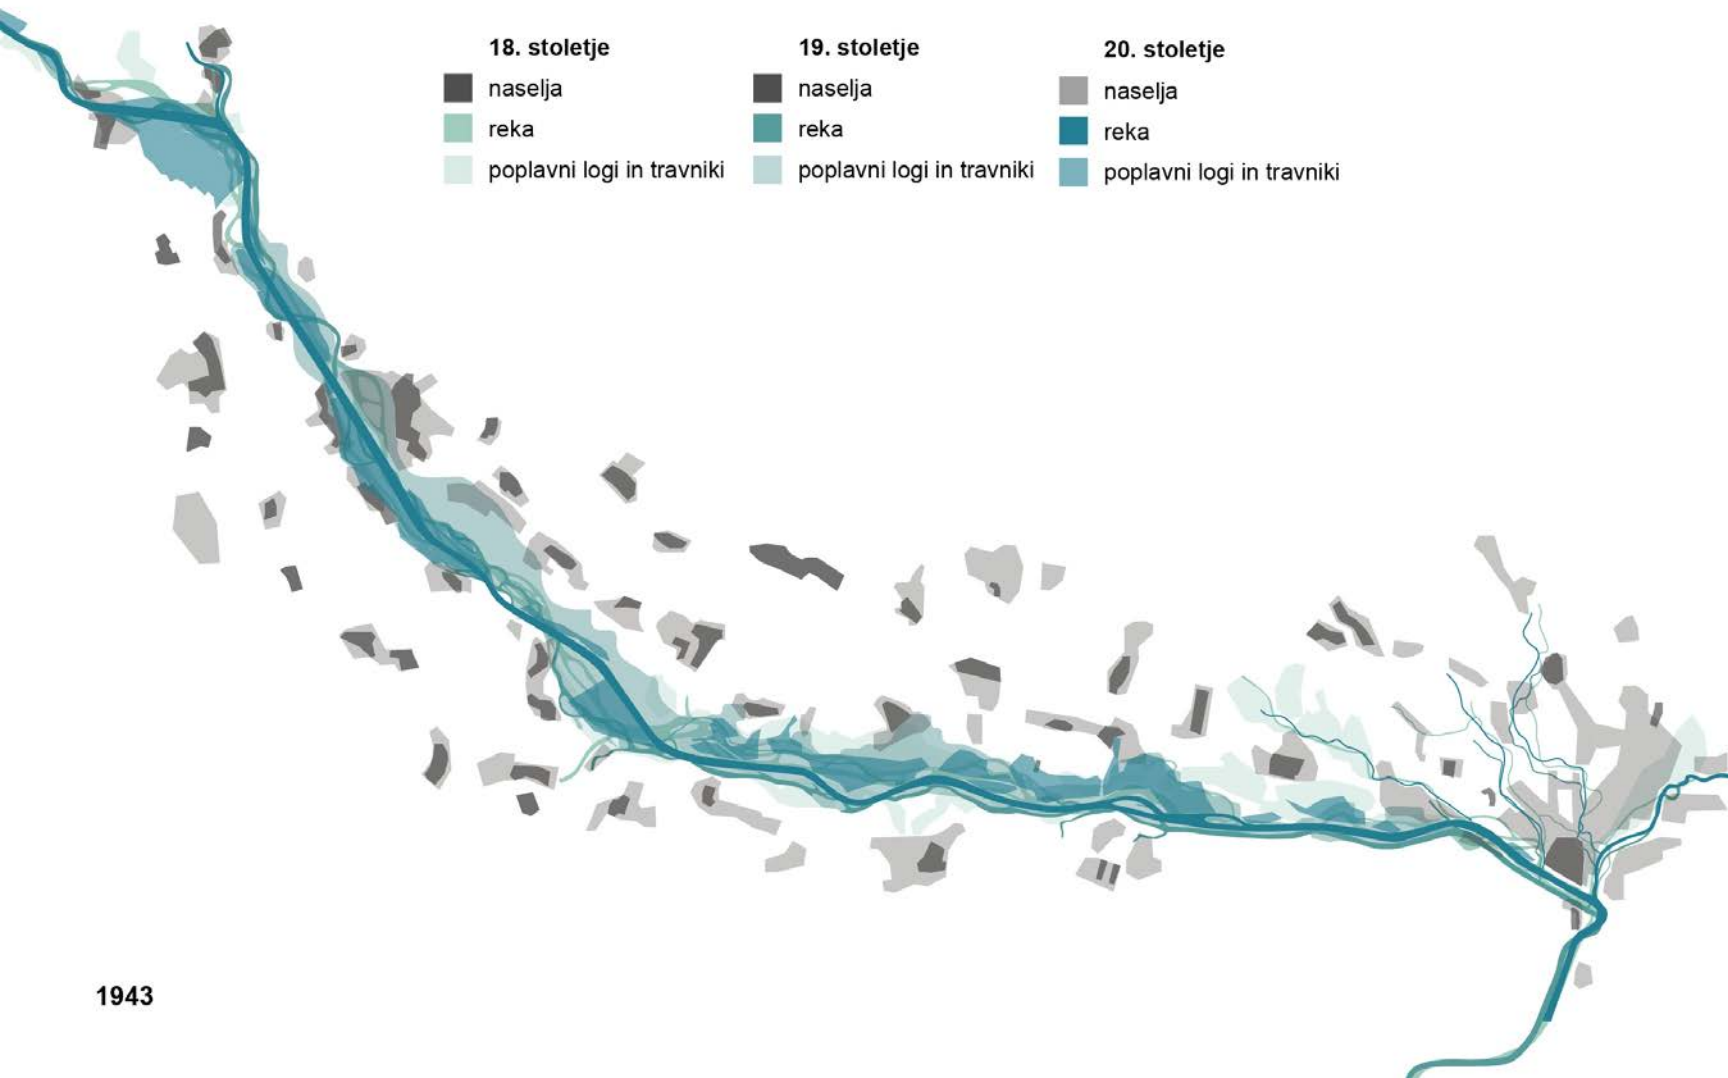 18. stoletje
naselja
reka
poplavni logi in travniki
19. stoletje
naselja
reka
poplavni logi in travniki
20. stoletje
naselja
reka
poplavni logi in travniki
1943